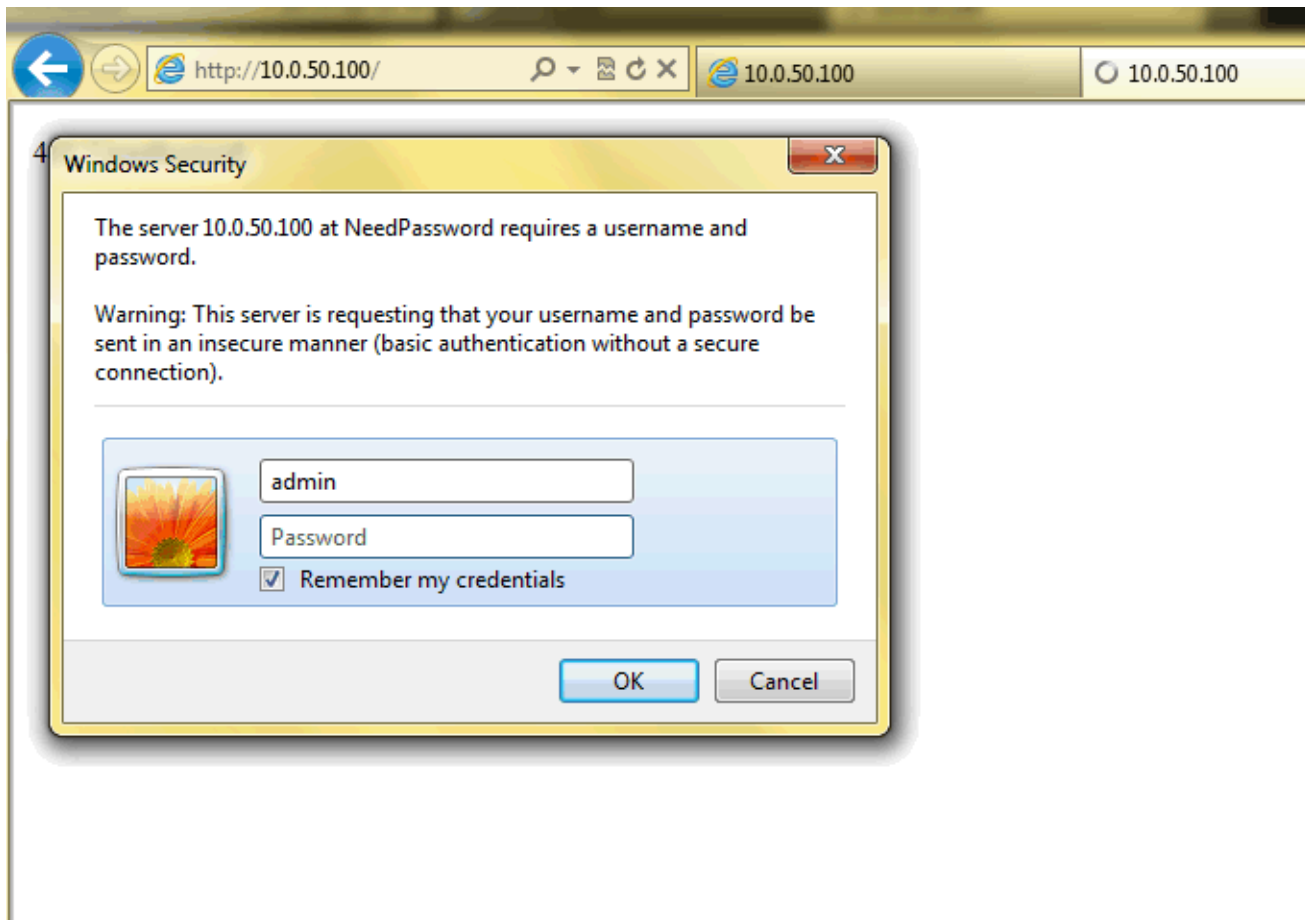 http://10.0.50.100/
10.0.50.100
10.0.50.100
4
Windows Security
The server 10.0.50.100 at NeedPassword requires a username and
password.
Warning: This server is requesting that your username and password be
sent in an insecure manner (basic authentication without a secure
connection).
admin
Password
Remember my credentials
OK
Cancel